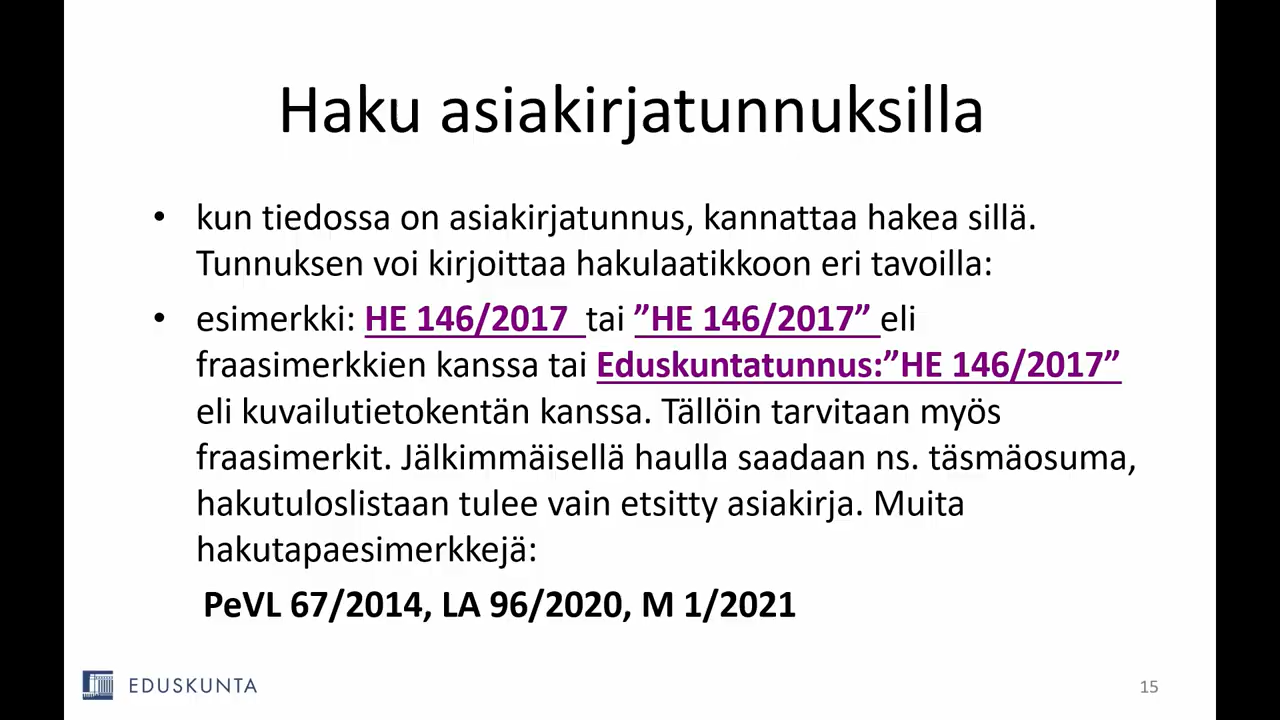 Haku asiakirjatunnuksilla
• kun tiedossa on asiakirjatunnus, kannattaa hakea sillä.
Tunnuksen voi kirjoittaa hakulaatikkoon eri tavoilla:
• esimerkki: HE 146/2017 tai ”HE 146/2017” eli
fraasimerkkien kanssa tai Eduskuntatunnus:”HE 146/2017”
eli kuvailutietokentän kanssa. Tällöin tarvitaan myös
fraasimerkit. Jälkimmäisellä haulla saadaan ns. täsmäosuma,
hakutuloslistaan tulee vain etsitty asiakirja. Muita
hakutapaesimerkkejä:
PeVL 67/2014, LA 96/2020, M 1/2021
EDUSKUNTA
15